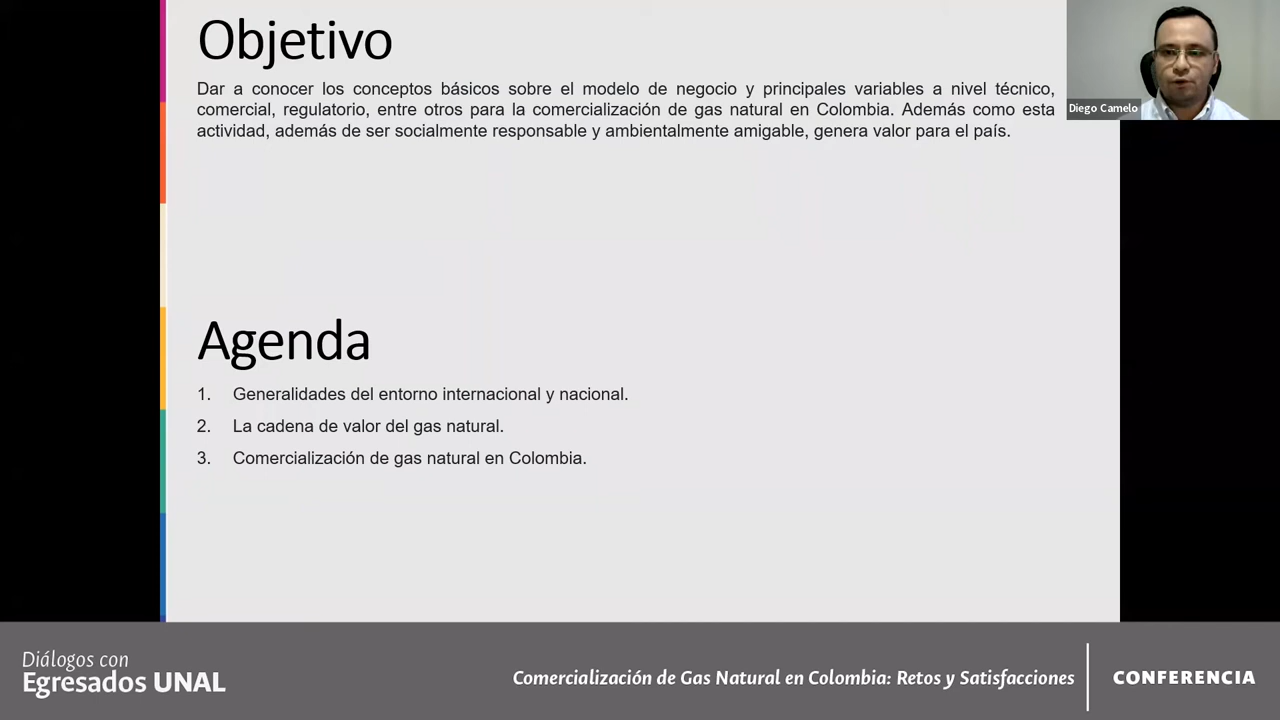 Objetivo
Dar a conocer los conceptos básicos sobre el modelo de negocio y principales variables a nivel técnico,
comercial, regulatorio, entre otros para la comercialización de gas natural en Colombia. Además como esta
actividad, además de ser socialmente responsable y ambientalmente amigable, genera valor para el país.
Diego Camelo
Agenda
1. Generalidades del entorno internacional y nacional.
2. La cadena de valor del gas natural.
3. Comercialización de gas natural en Colombia.
Diálogos con
Egresados UNAL
Comercialización de Gas Natural en Colombia: Retos y Satisfacciones
CONFERENCIA